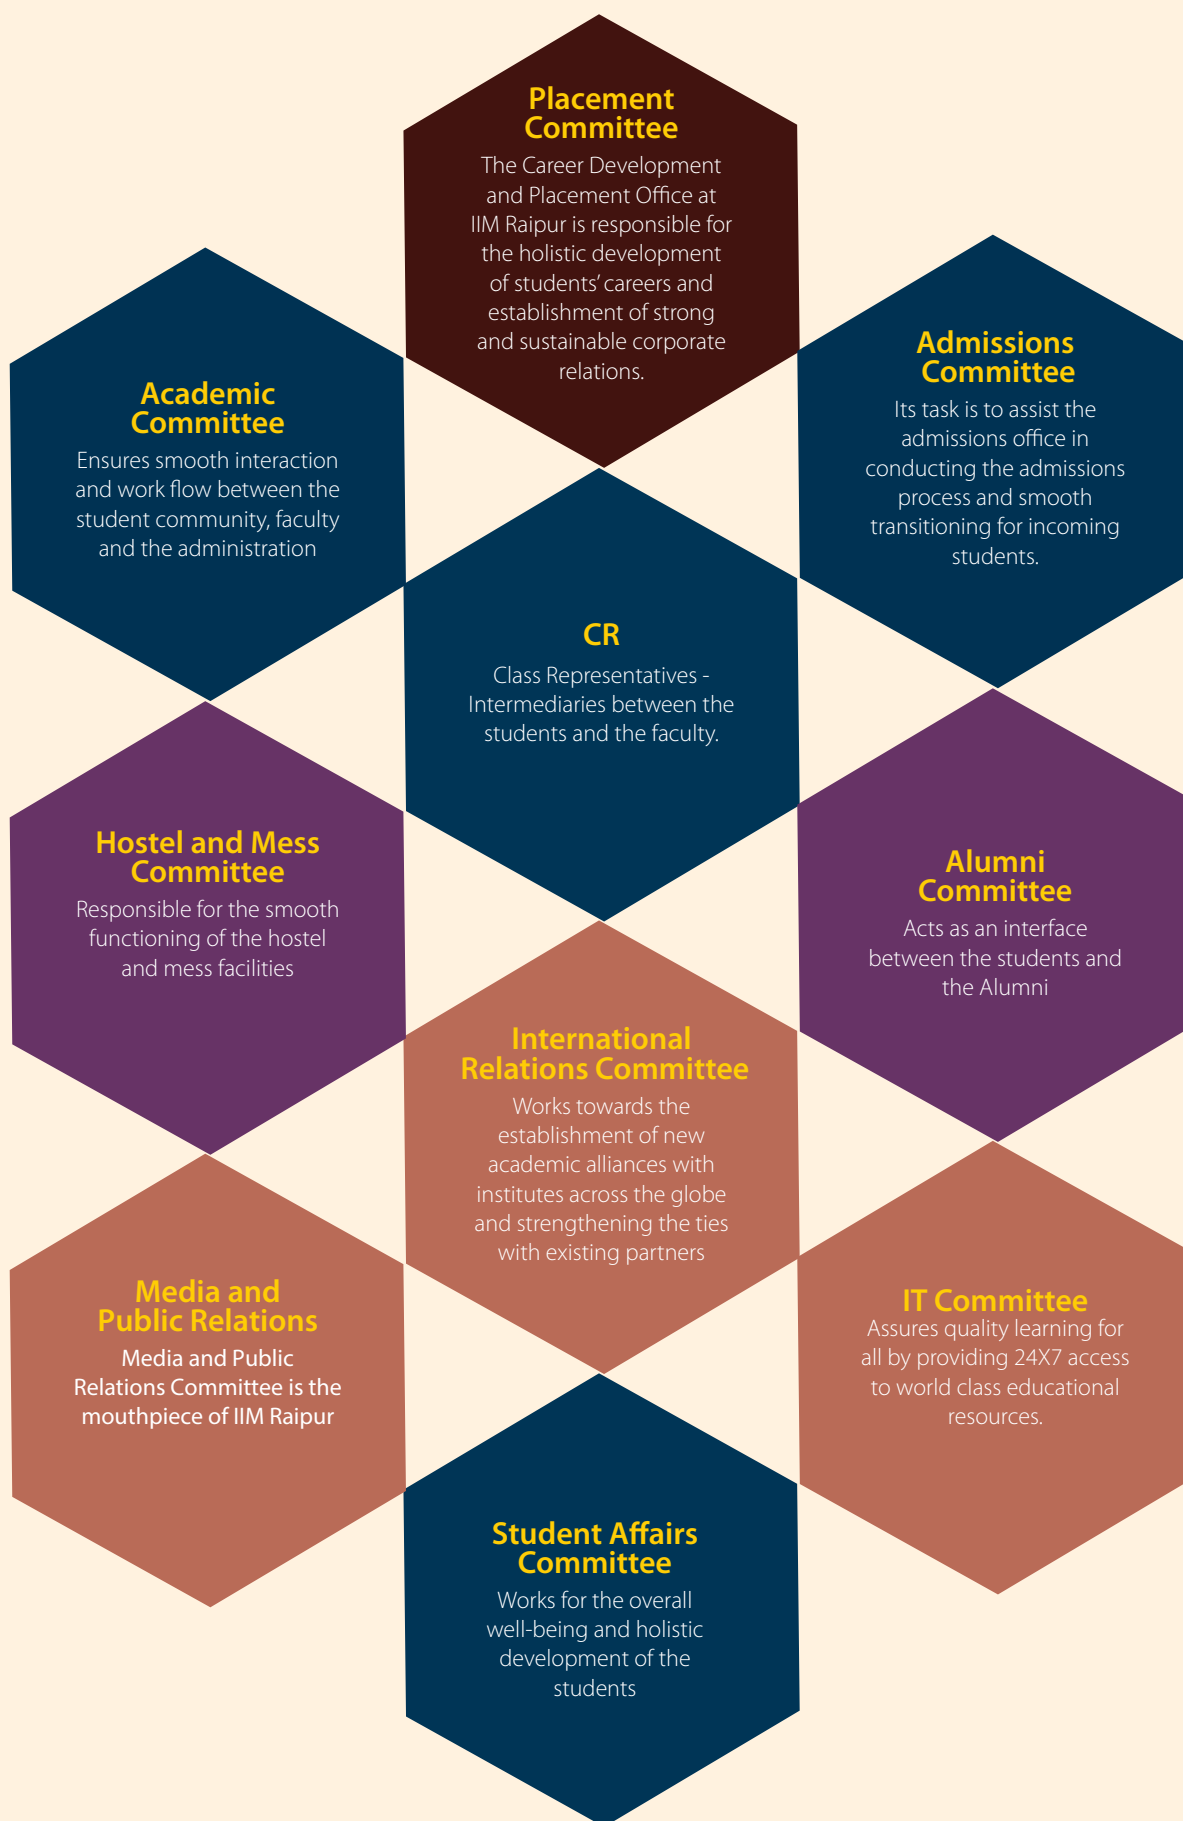 Placement
Committee
The Career Development
and Placement Office at
IIM Raipur is responsible for
the holistic development
of students’ careers and
establishment of strong
and sustainable corporate
relations.
Academic
Committee
Ensures smooth interaction
and work flow between the
student community, faculty
and the administration
Admissions
Committee
Its task is to assist the
admissions office in
conducting the admissions
process and smooth
transitioning for incoming
students.
CR
Class Representatives -
Intermediaries between the
students and the faculty.
Hostel and Mess
Committee
Responsible for the smooth
functioning of the hostel
and mess facilities
Alumni
Committee
Acts as an interface
between the students and
the Alumni
International
Relations Committee
Works towards the
establishment of new
academic alliances with
institutes across the globe
and strengthening the ties
with existing partners
Media and
Public Relations
Media and Public
Relations Committee is the
mouthpiece of IIM Raipur
IT Committee
Assures quality learning for
all by providing 24X7 access
to world class educational
resources.
Student Affairs
Committee
Works for the overall
well-being and holistic
development of the
students